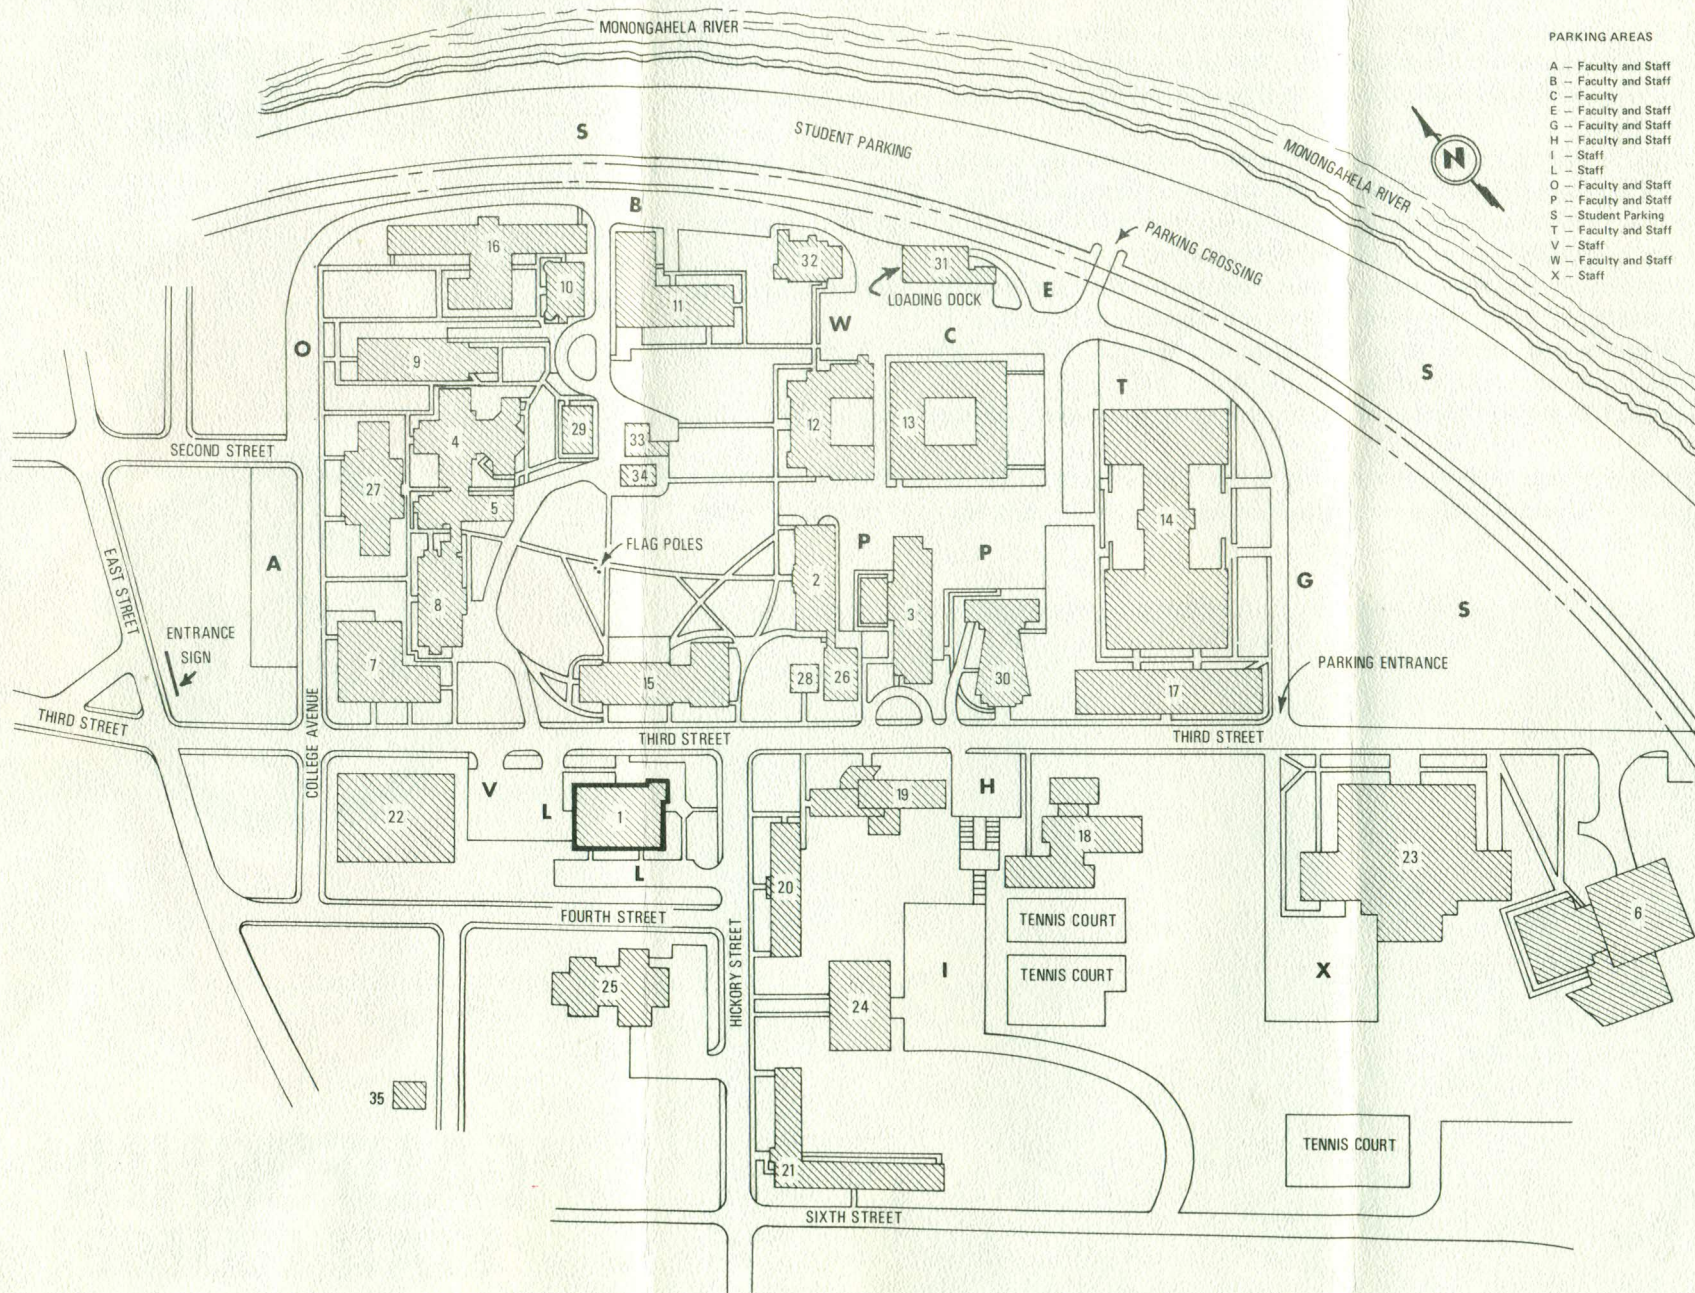 MONONGAHELA RIVER
PARKING AREAS
A – Faculty and Staff
B – Faculty and Staff
C – Faculty
E – Faculty and Staff
G – Faculty and Staff
H – Faculty and Staff
I – Staff
L – Staff
O – Faculty and Staff
P – Faculty and Staff
S – Student Parking
T – Faculty and Staff
V – Staff
W – Faculty and Staff
X – Staff
N
S
STUDENT PARKING
MONONGAHELA RIVER
B
PARKING CROSSING
16
32
31
10
11
LOADING DOCK
E
W
C
O
9
S
T
4
29
33
12
13
SECOND STREET
34
27
5
14
FLAG POLES
P
P
EAST STREET
A
2
G
8
3
S
ENTRANCE
SIGN
7
PARKING ENTRANCE
15
28
26
30
17
THIRD STREET
COLLEGE AVENUE
THIRD STREET
THIRD STREET
V
L
H
19
22
1
18
23
L
20
FOURTH STREET
TENNIS COURT
6
HICKORY STREET
TENNIS COURT
I
X
25
24
35
TENNIS COURT
21
SIXTH STREET